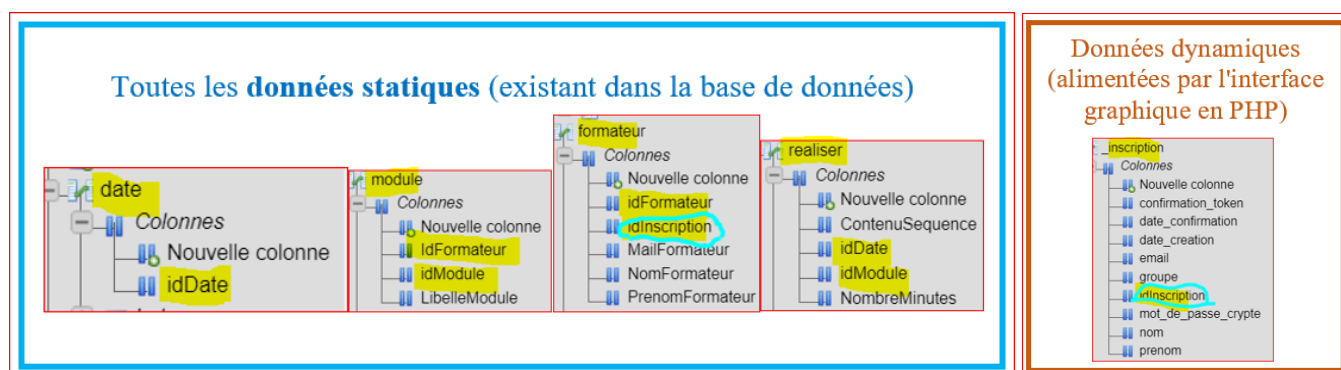 Toutes les données statiques (existant dans la base de données)
date
Colonnes
Nouvelle colonne
idDate
module
Colonnes
Nouvelle colonne
IdFormateur
idModule
LibelleModule
formateur
Colonnes
Nouvelle colonne
idFormateur
idInscription
MailFormateur
NomFormateur
PrenomFormateur
realiser
Colonnes
Nouvelle colonne
ContenuSequence
idDate
idModule
NombreMinutes
Données dynamiques
(alimentées par l'interface
graphique en PHP)
_inscription
Colonnes
Nouvelle colonne
confirmation_token
date_confirmation
date_creation
email
groupe
idInscription
mot_de_passe_crypte
nom
prenom